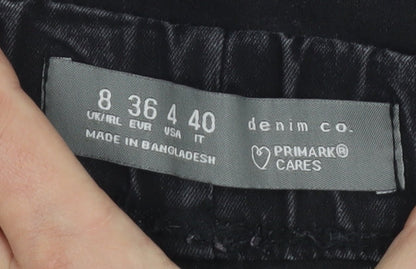 8 36 4 40
UK/IRL EUR USA IT
MADE IN BANGLADESH
denim co.
PRIMARK®
CARES